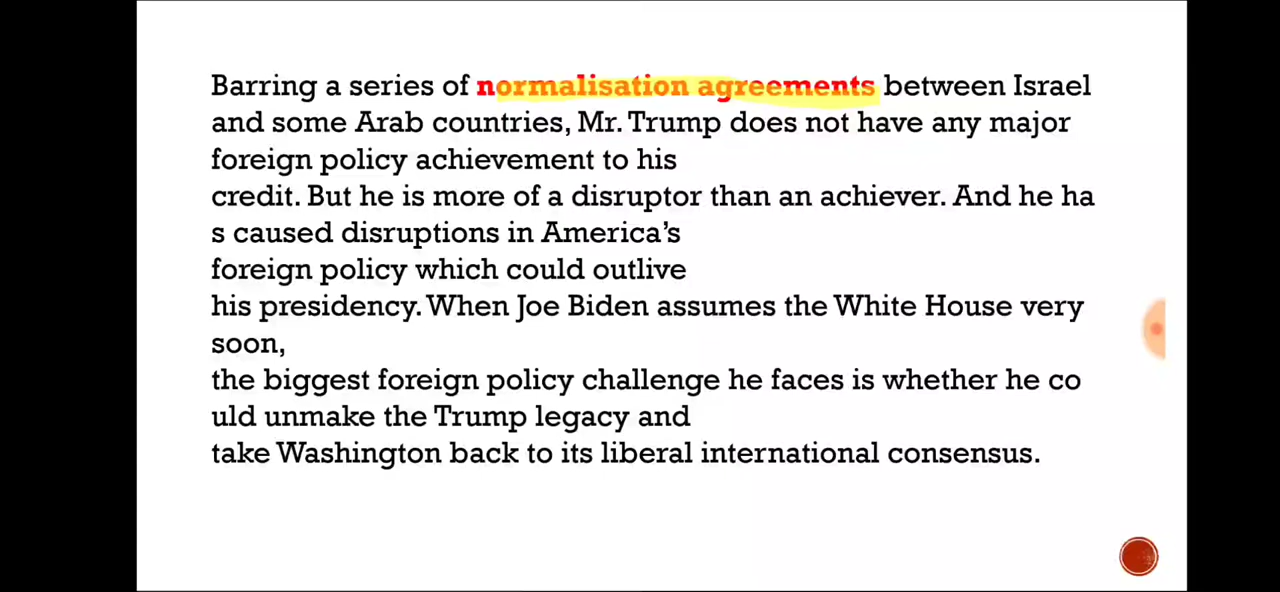 Barring a series of normalisation agreements between Israel
and some Arab countries, Mr. Trump does not have any major
foreign policy achievement to his
credit. But he is more of a disruptor than an achiever. And he ha
s caused disruptions in America's
foreign policy which could outlive
his presidency. When Joe Biden assumes the White House very
soon,
the biggest foreign policy challenge he faces is whether he co
uld unmake the Trump legacy and
take Washington back to its liberal international consensus.